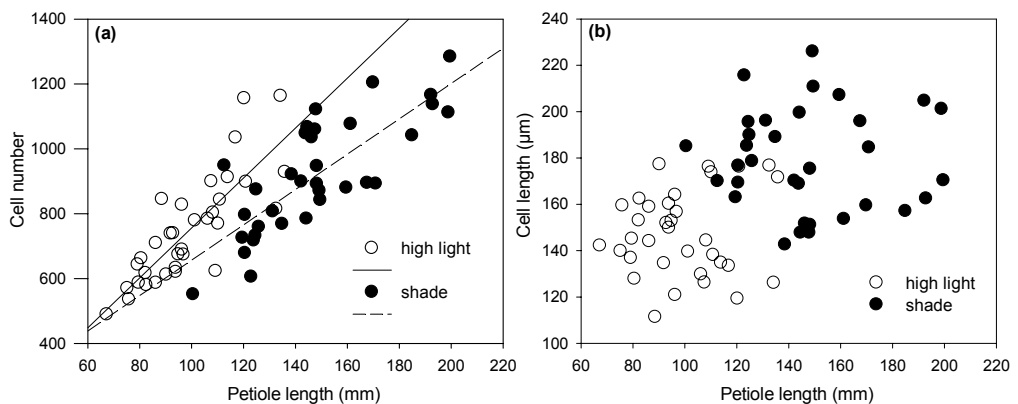 (a)
1400
1200
1000
800
600
400
Cell number
high light
shade
60 80 100 120 140 160 180 200 220
Petiole length (mm)
(b)
240
220
200
180
160
140
120
100
Cell length (µm)
high light
shade
60 80 100 120 140 160 180 200 220
Petiole length (mm)